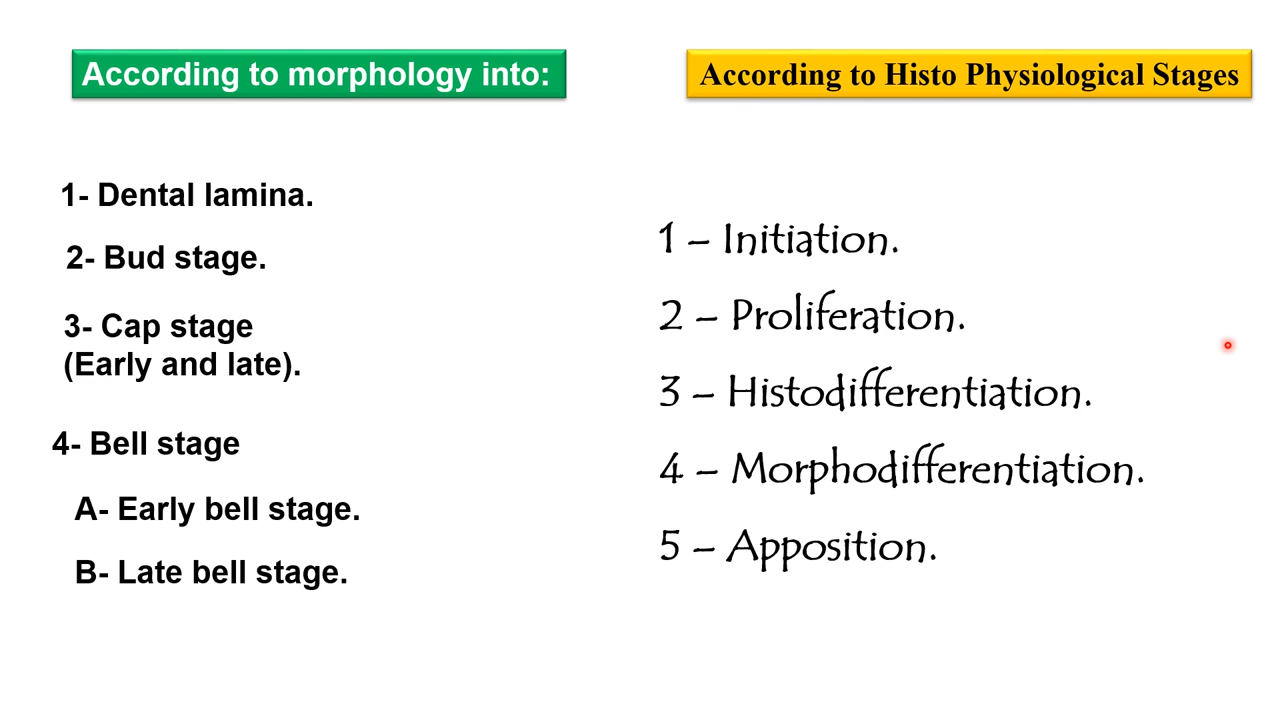 According to morphology into:
1- Dental lamina.
2- Bud stage.
3- Cap stage
(Early and late).
4- Bell stage
A- Early bell stage.
B- Late bell stage.
According to Histo Physiological Stages
1 – Initiation.
2 – Proliferation.
3 – Histodifferentiation.
4 – Morphodifferentiation.
5 – Apposition.